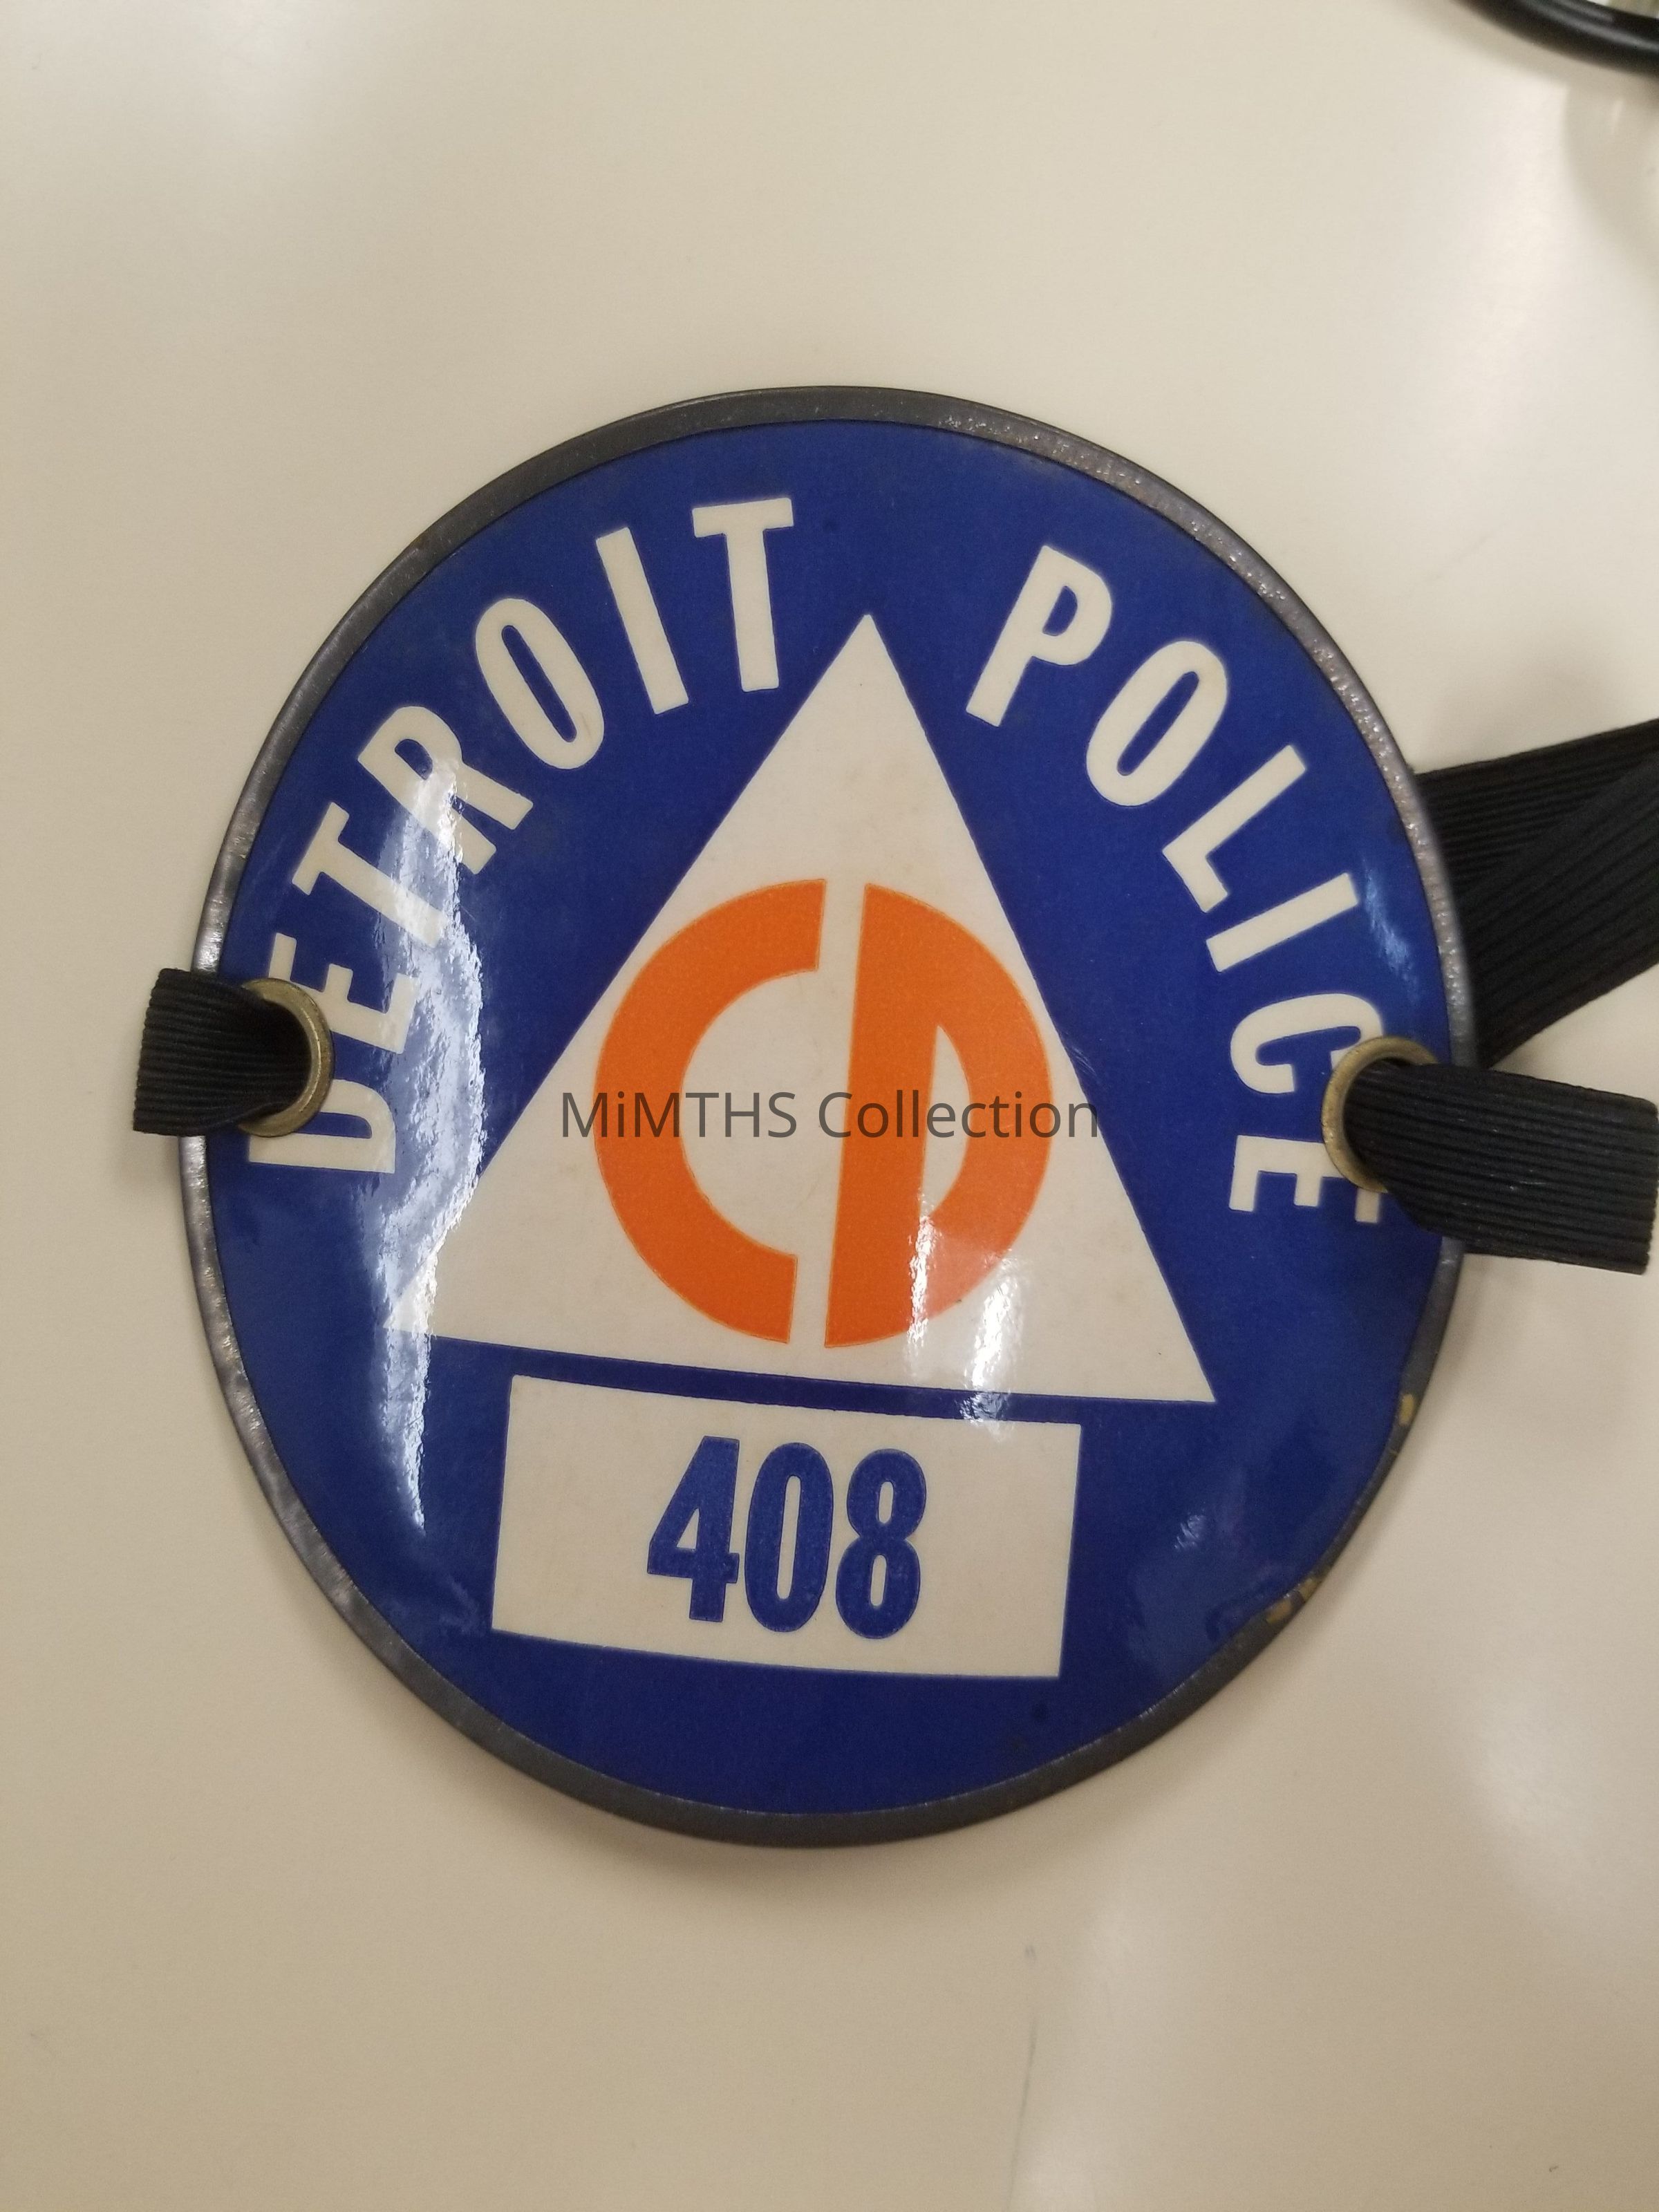 DETROIT POLICE
CD
MiMTHS Collection
408